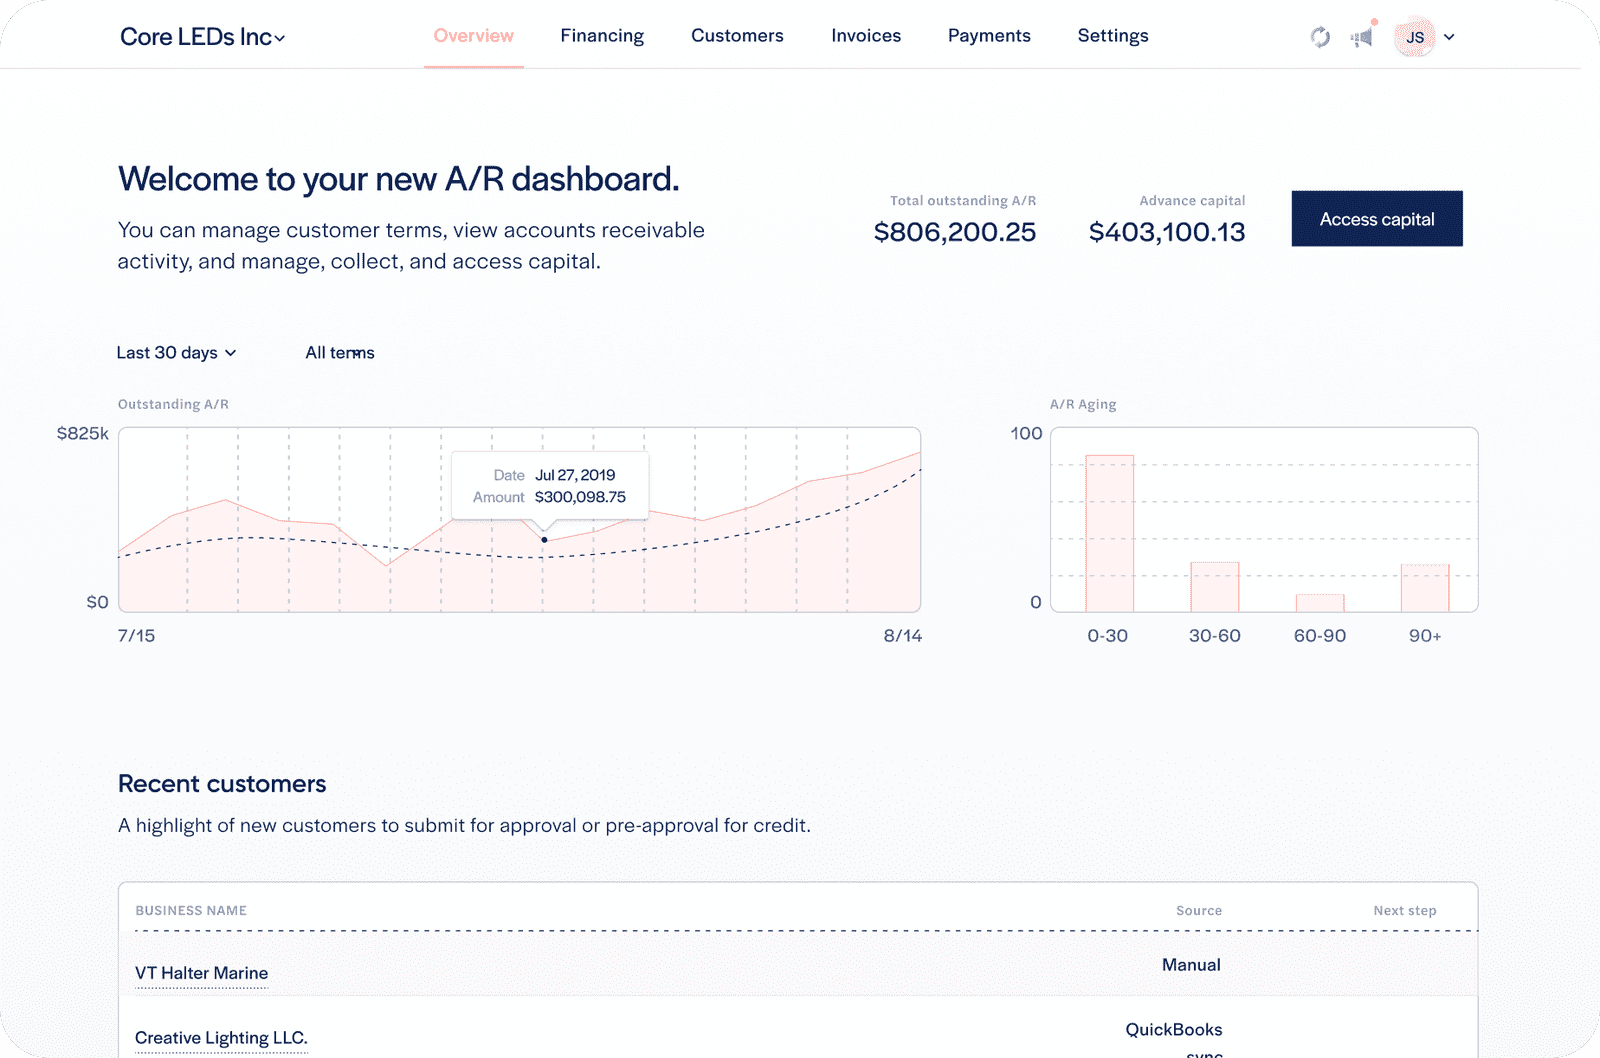 Core LEDs Inc
Overview
Financing
Customers
Invoices
Payments
Settings
JS
Welcome to your new A/R dashboard.
You can manage customer terms, view accounts receivable
activity, and manage, collect, and access capital.
Total outstanding A/R
$806,200.25
Advance capital
$403,100.13
Access capital
Last 30 days
All terms
Outstanding A/R
$825k
Date Jul 27, 2019
Amount $300,098.75
$0
7/15
8/14
A/R Aging
100
0
0-30
30-60
60-90
90+
Recent customers
A highlight of new customers to submit for approval or pre-approval for credit.
BUSINESS NAME Source Next step
VT Halter Marine Manual
Creative Lighting LLC. QuickBooks
sync